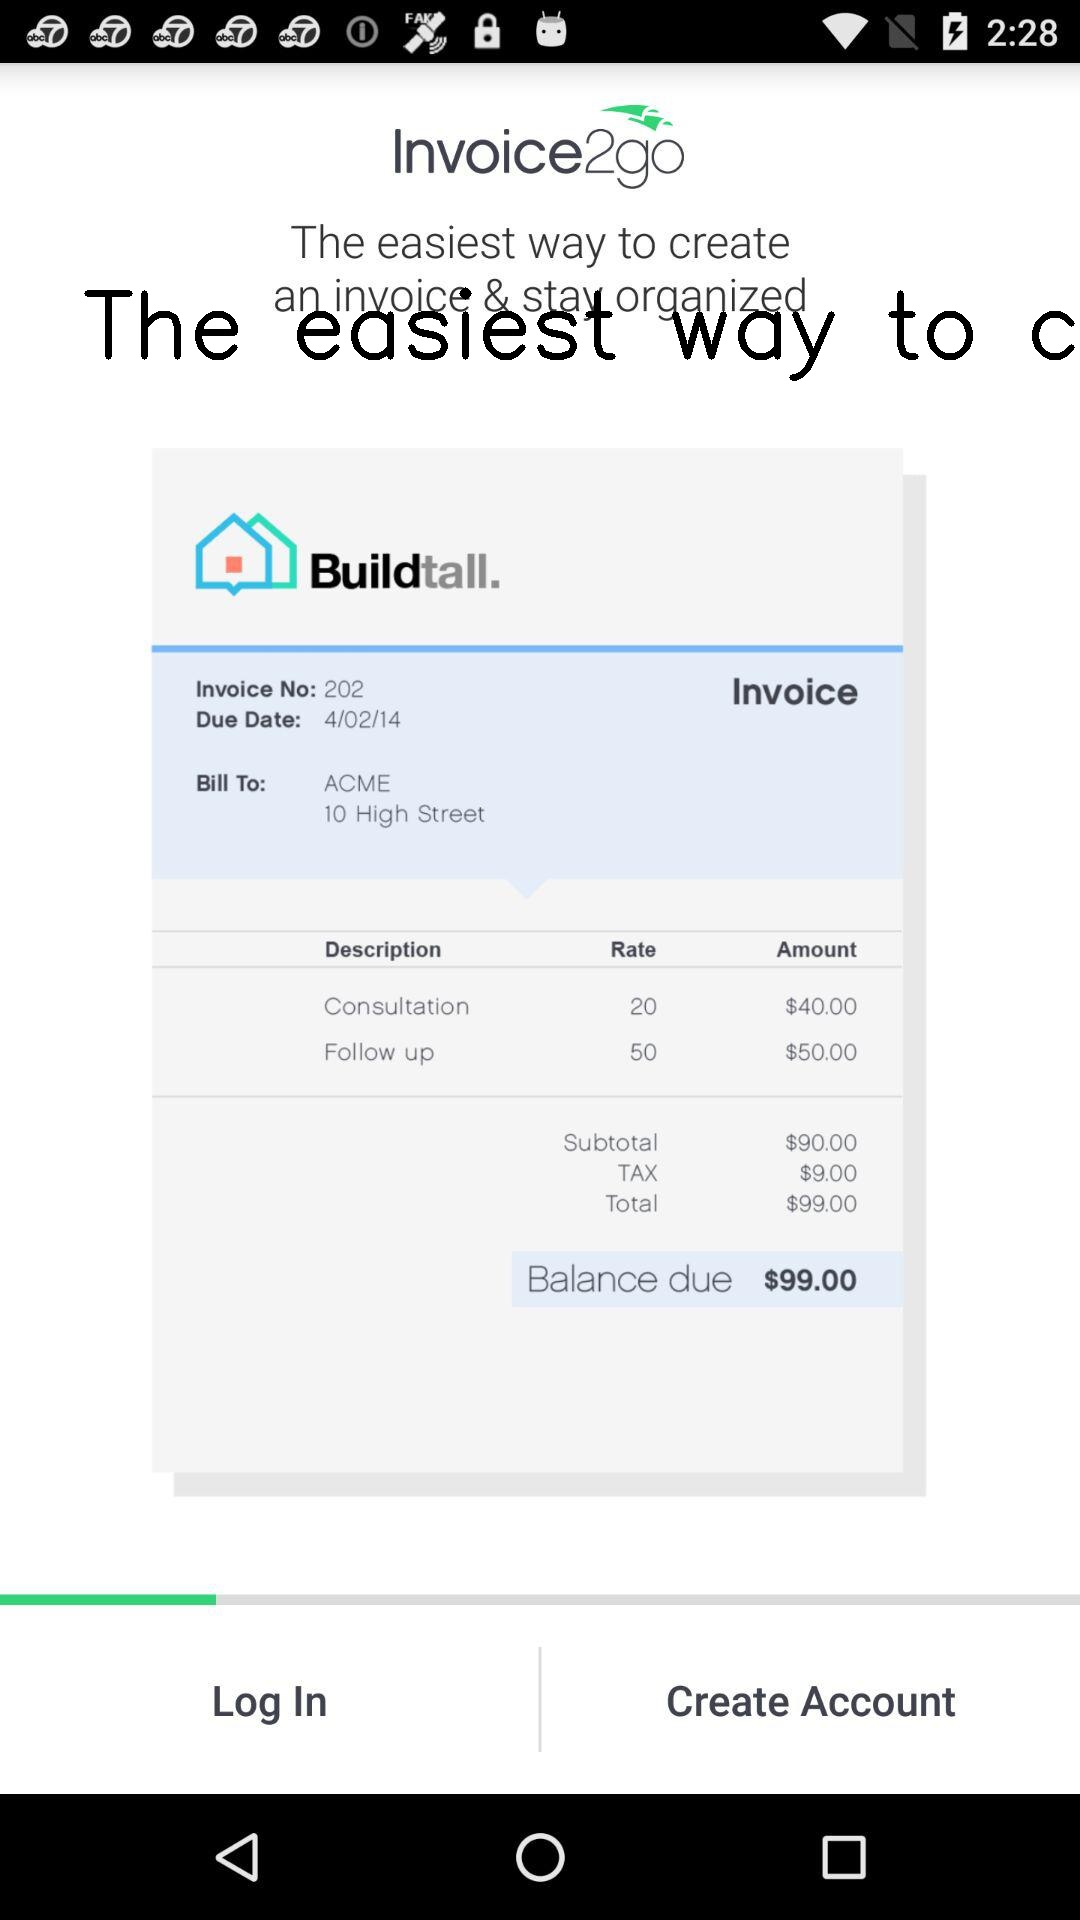 FAKE
2:28
Invoice2go
The easiest way to create
an invoice & stay organized
The easiest way to c
Buildtall.
Invoice No: 202
Invoice
Due Date: 4/02/14
Bill To: ACME
10 High Street
Description Rate Amount
Consultation 20 $40.00
Follow up 50 $50.00
Subtotal $90.00
TAX $9.00
Total $99.00
Balance due $99.00
Log In
Create Account